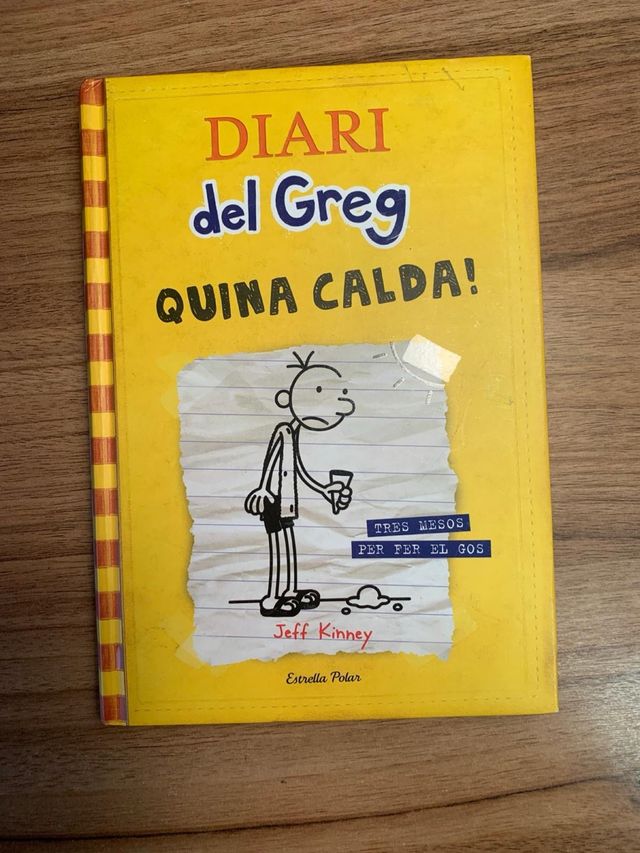 DIARI
del Greg
QUINA CALDA!
TRES MESOS
PER FER EL GOS
Jeff Kinney
Estrella Polar